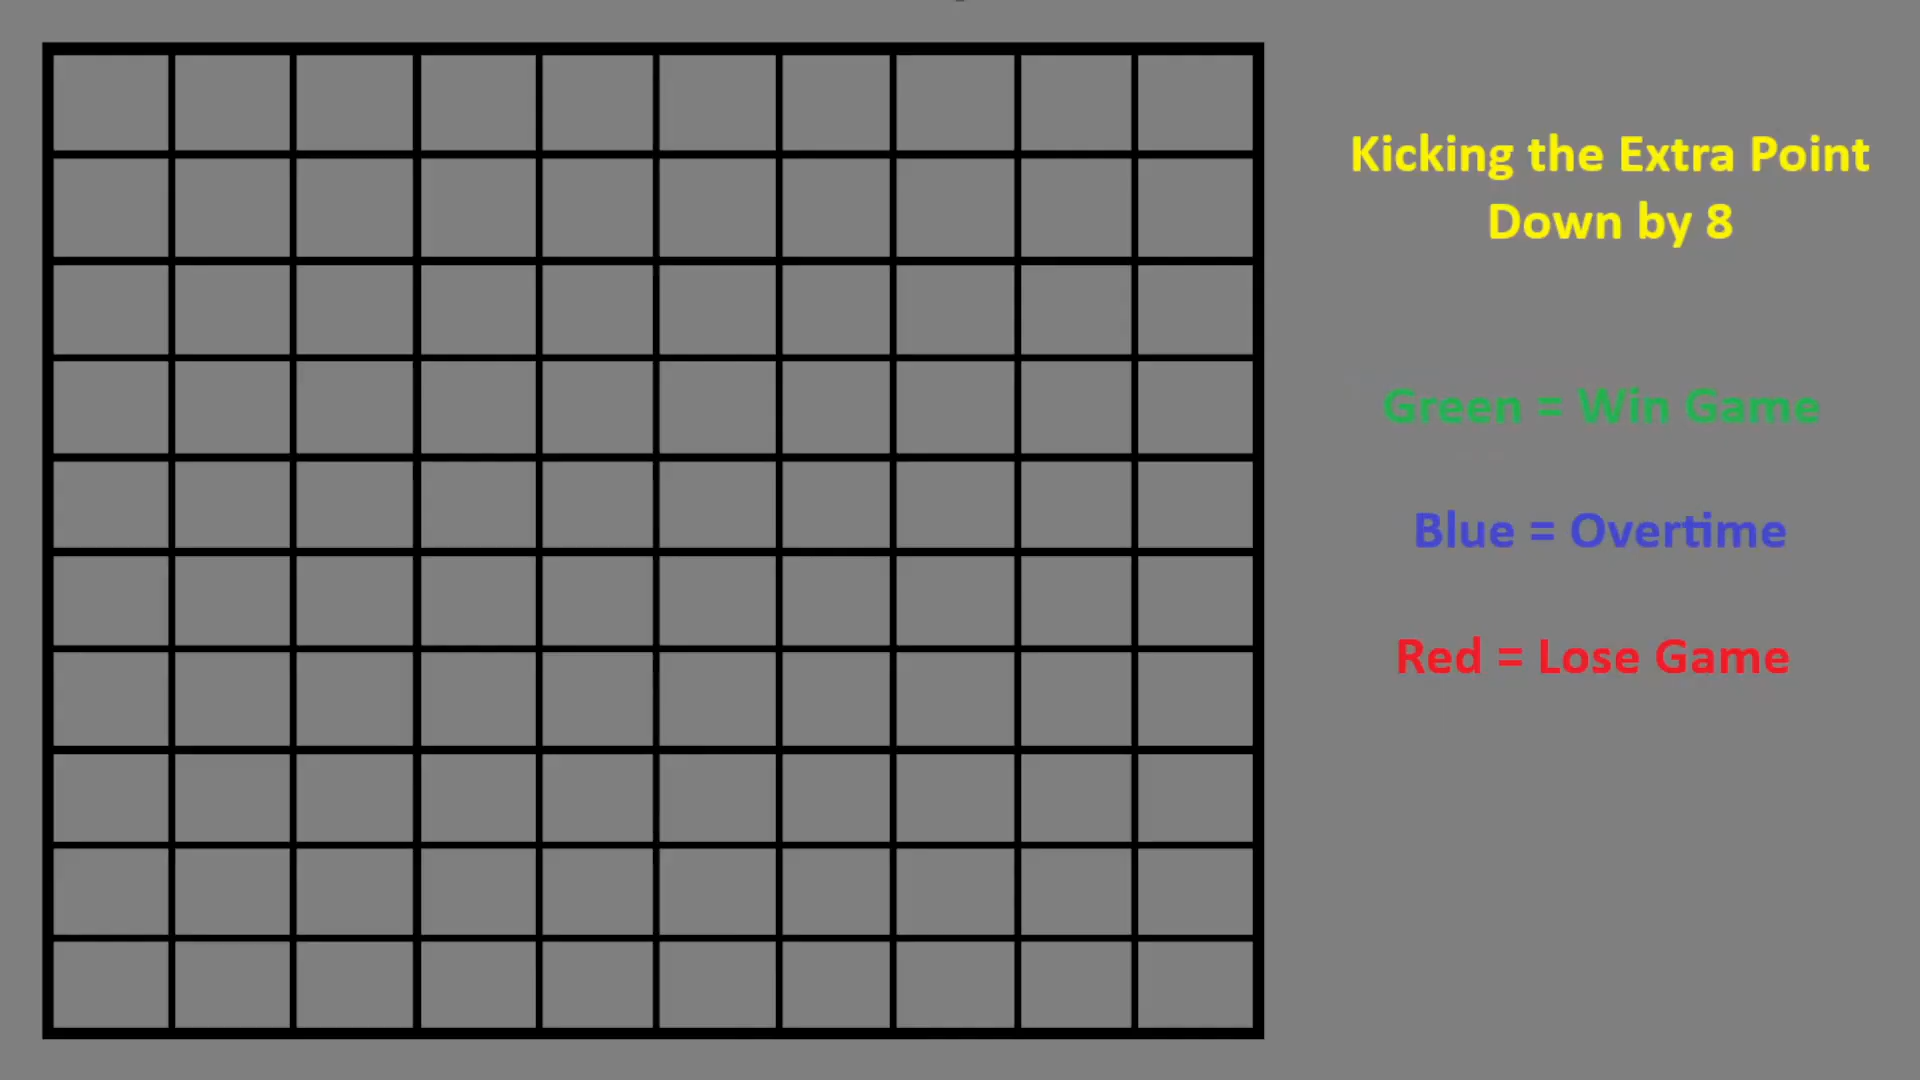 Kicking the Extra Point
Down by 8
Green = Win Game
Blue = Overtime
Red = Lose Game